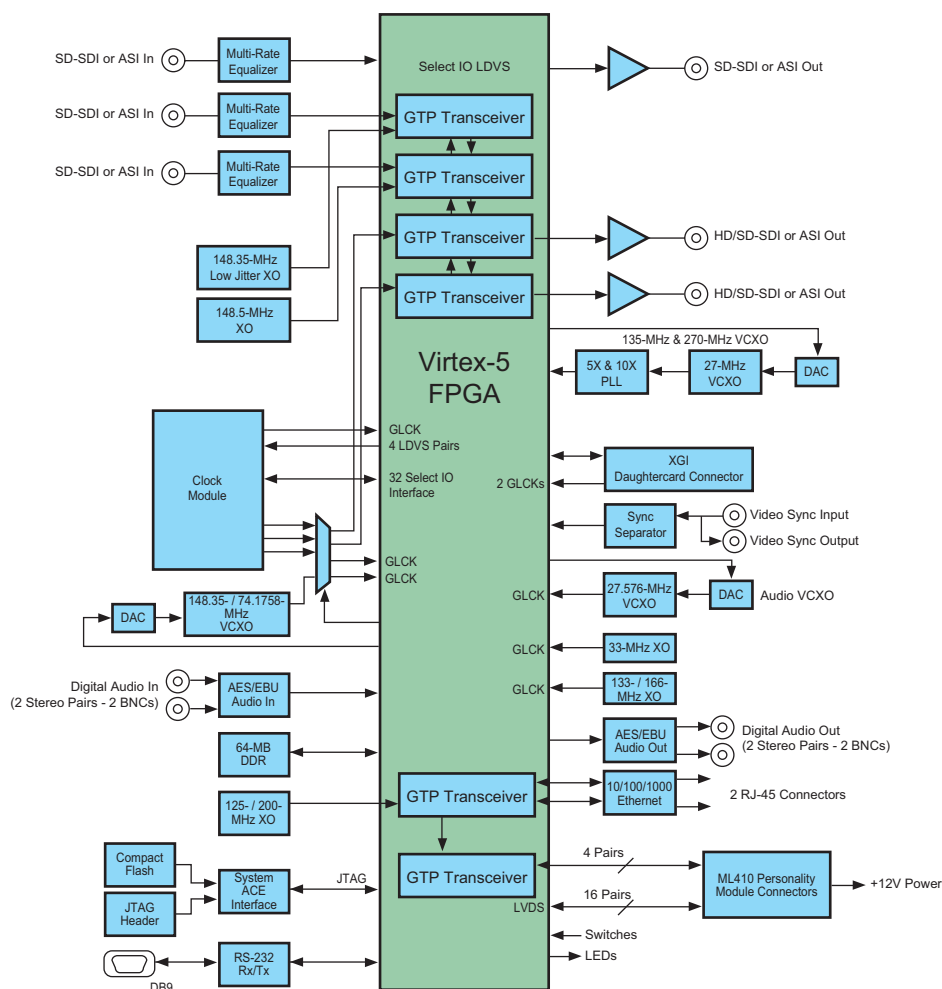 SD-SDI or ASI In
Multi-Rate
Equalizer
Select IO LDVS
SD-SDI or ASI Out
SD-SDI or ASI In
Multi-Rate
Equalizer
GTP Transceiver
SD-SDI or ASI In
Multi-Rate
Equalizer
GTP Transceiver
GTP Transceiver
HD/SD-SDI or ASI Out
148.35-MHz
Low Jitter XO
GTP Transceiver
HD/SD-SDI or ASI Out
148.5-MHz
XO
Virtex-5
FPGA
135-MHz & 270-MHz VCXO
5X & 10X
PLL
27-MHz
VCXO
DAC
Clock
Module
GLCK
4 LDVS Pairs
32 Select IO
Interface
2 GLCKs
XGI
Daughtercard Connector
Sync
Separator
Video Sync Input
Video Sync Output
GLCK
GLCK
GLCK
27.576-MHz
VCXO
DAC
Audio VCXO
DAC
148.35- / 74.1758-
MHz
VCXO
GLCK
33-MHz XO
GLCK
133- / 166-
MHz XO
Digital Audio In
(2 Stereo Pairs - 2 BNCs)
AES/EBU
Audio In
AES/EBU
Audio Out
Digital Audio Out
(2 Stereo Pairs - 2 BNCs)
64-MB
DDR
GTP Transceiver
10/100/1000
Ethernet
2 RJ-45 Connectors
125- / 200-
MHz XO
Compact
Flash
System
ACE
Interface
JTAG
GTP Transceiver
4 Pairs
ML410 Personality
Module Connectors
+12V Power
JTAG
Header
LVDS
16 Pairs
Switches
LEDs
RS-232
Rx/Tx
DB9